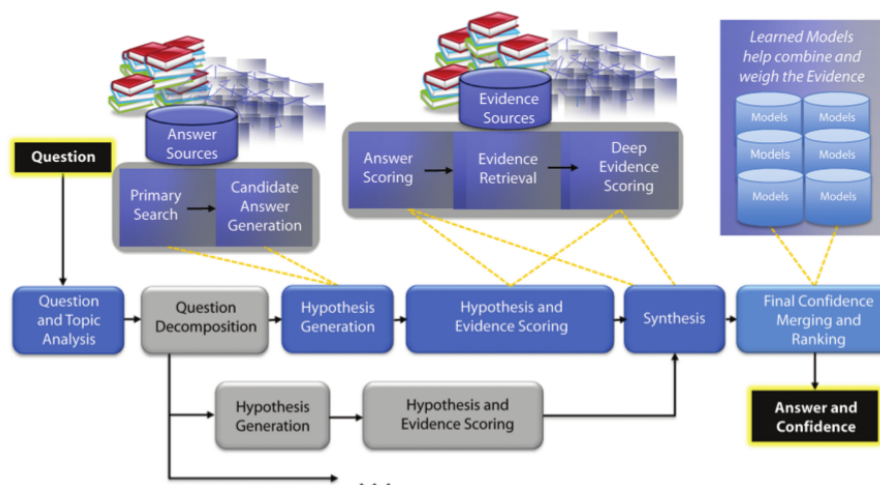 Learned Models
help combine and
weigh the Evidence
Answer
Sources
Evidence
Sources
Models
Models
Models
Models
Models
Models
Question
Primary
Search
Candidate
Answer
Generation
Answer
Scoring
Evidence
Retrieval
Deep
Evidence
Scoring
Question
and Topic
Analysis
Question
Decomposition
Hypothesis
Generation
Hypothesis and
Evidence Scoring
Synthesis
Final Confidence
Merging and
Ranking
Hypothesis
Generation
Hypothesis and
Evidence Scoring
Answer and
Confidence
. . .